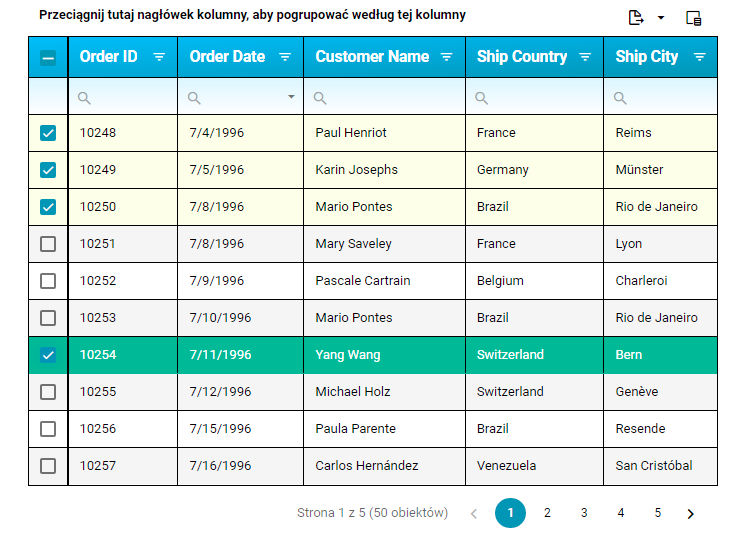 Przeciągnij tutaj nagłówek kolumny, aby pogrupować według tej kolumny
Order ID Order Date Customer Name Ship Country Ship City
10248 7/4/1996 Paul Henriot France Reims
10249 7/5/1996 Karin Josephs Germany Münster
10250 7/8/1996 Mario Pontes Brazil Rio de Janeiro
10251 7/8/1996 Mary Saveley France Lyon
10252 7/9/1996 Pascale Cartrain Belgium Charleroi
10253 7/10/1996 Mario Pontes Brazil Rio de Janeiro
10254 7/11/1996 Yang Wang Switzerland Bern
10255 7/12/1996 Michael Holz Switzerland Genève
10256 7/15/1996 Paula Parente Brazil Resende
10257 7/16/1996 Carlos Hernández Venezuela San Cristóbal
Strona 1 z 5 (50 obiektów) 1 2 3 4 5